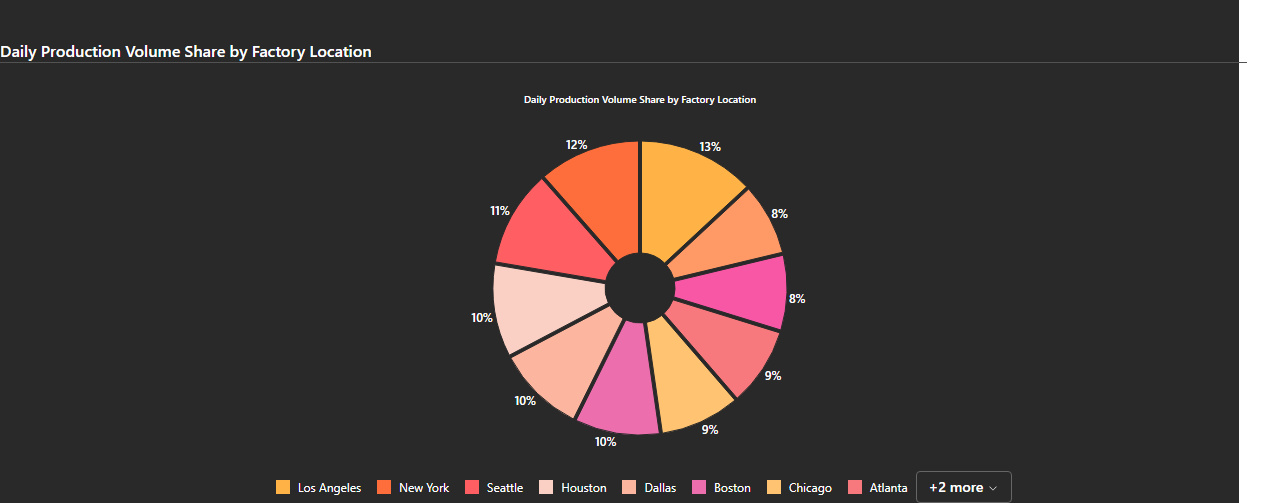 Daily Production Volume Share by Factory Location
Daily Production Volume Share by Factory Location
12%
13%
11%
8%
8%
10%
9%
10%
9%
10%
Los Angeles
New York
Seattle
Houston
Dallas
Boston
Chicago
Atlanta
+2 more